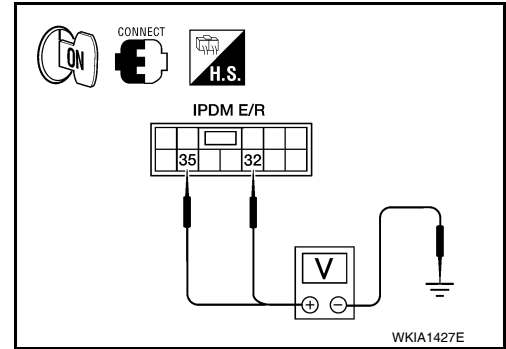 ON
CONNECT
H.S.
IPDM E/R
35 32
V
+ −
WKIA1427E